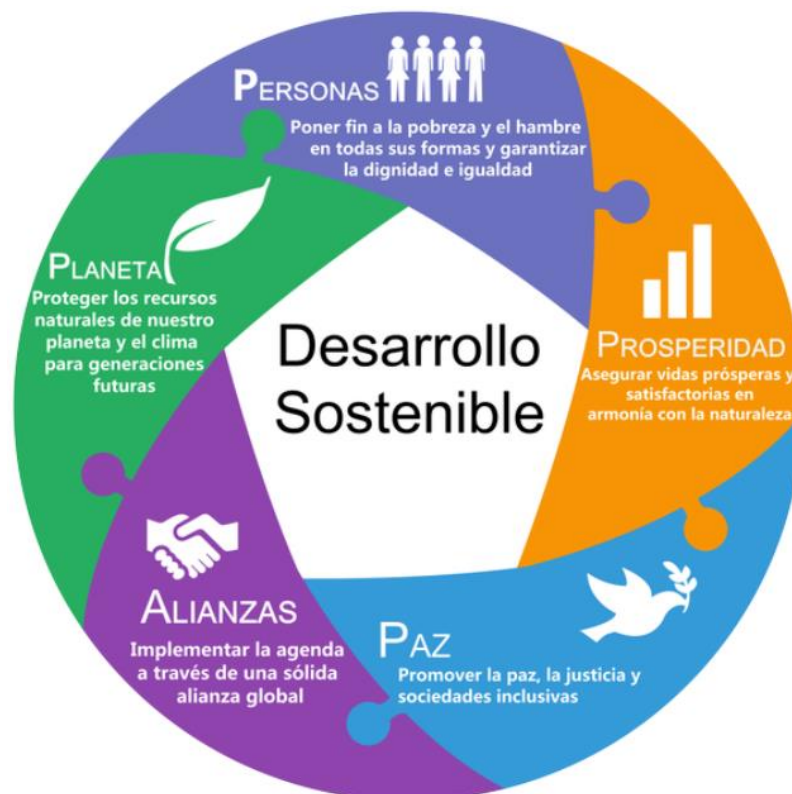 PERSONAS
Poner fin a la pobreza y el hambre
en todas sus formas y garantizar
la dignidad e igualdad
PROSPERIDAD
Asegurar vidas prósperas y
satisfactorias en
armonía con la naturaleza
PAZ
Promover la paz, la justicia y
sociedades inclusivas
ALIANZAS
Implementar la agenda
a través de una sólida
alianza global
PLANETA
Proteger los recursos
naturales de nuestro
planeta y el clima
para generaciones
futuras
Desarrollo
Sostenible